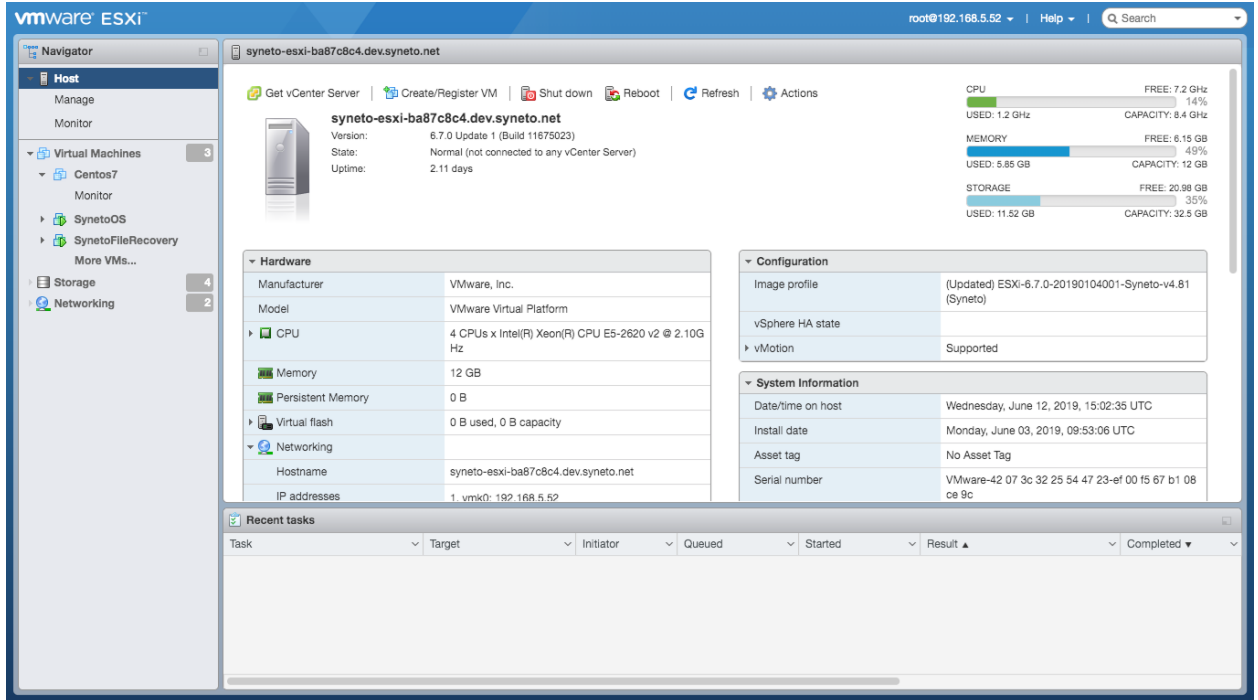 vmware ESXi™
root@192.168.5.52 | Help | Search
Navigator
Host
Manage
Monitor
Virtual Machines 3
Centos7
Monitor
SynetoOS
SynetoFileRecovery
More VMs...
Storage 4
Networking 2
syneto-esxi-ba87c8c4.dev.syneto.net
Get vCenter Server | Create/Register VM | Shut down Reboot | Refresh | Actions
syneto-esxi-ba87c8c4.dev.syneto.net
Version: 6.7.0 Update 1 (Build 11675023)
State: Normal (not connected to any vCenter Server)
Uptime: 2.11 days
CPU FREE: 7.2 GHz
14%
USED: 1.2 GHz CAPACITY: 8.4 GHz
MEMORY FREE: 6.15 GB
49%
USED: 5.85 GB CAPACITY: 12 GB
STORAGE FREE: 20.98 GB
35%
USED: 11.52 GB CAPACITY: 32.5 GB
Hardware
Manufacturer VMware, Inc.
Model VMware Virtual Platform
CPU 4 CPUs x Intel(R) Xeon(R) CPU E5-2620 v2 @ 2.10G
Hz
Memory 12 GB
Persistent Memory 0 B
Virtual flash 0 B used, 0 B capacity
Networking
Hostname syneto-esxi-ba87c8c4.dev.syneto.net
IP addresses 1. vmk0: 192.168.5.52
Configuration
Image profile (Updated) ESXi-6.7.0-20190104001-Syneto-v4.81
(Syneto)
vSphere HA state
vMotion Supported
System Information
Date/time on host Wednesday, June 12, 2019, 15:02:35 UTC
Install date Monday, June 03, 2019, 09:53:06 UTC
Asset tag No Asset Tag
Serial number VMware-42 07 3c 32 25 54 47 23-ef 00 f5 67 b1 08
ce 9c
Recent tasks
Task Target Initiator Queued Started Result ▲ Completed ▼